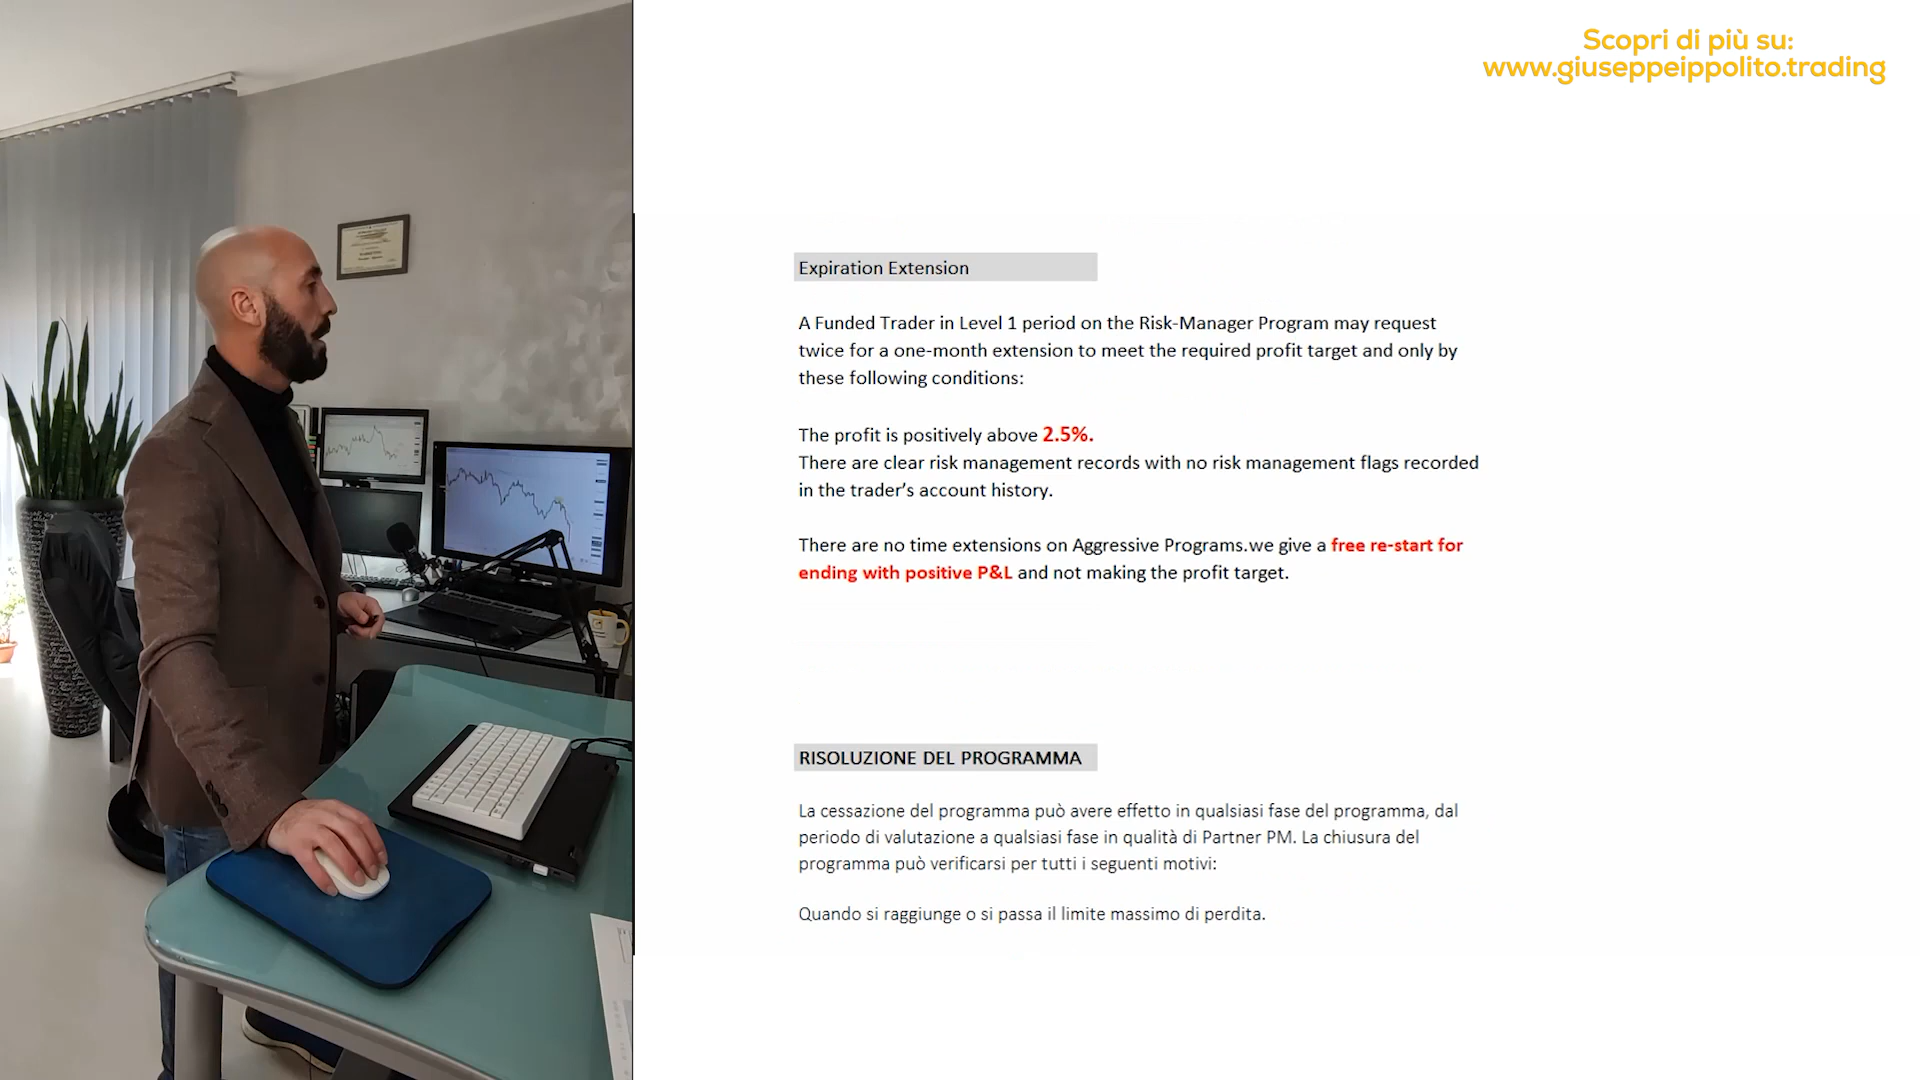 Scopri di più su:
www.giuseppeippolito.trading
Expiration Extension
A Funded Trader in Level 1 period on the Risk-Manager Program may request
twice for a one-month extension to meet the required profit target and only by
these following conditions:
The profit is positively above 2.5%.
There are clear risk management records with no risk management flags recorded
in the trader’s account history.
There are no time extensions on Aggressive Programs.we give a free re-start for
ending with positive P&L and not making the profit target.
RISOLUZIONE DEL PROGRAMMA
La cessazione del programma può avere effetto in qualsiasi fase del programma, dal
periodo di valutazione a qualsiasi fase in qualità di Partner PM. La chiusura del
programma può verificarsi per tutti i seguenti motivi:
Quando si raggiunge o si passa il limite massimo di perdita.